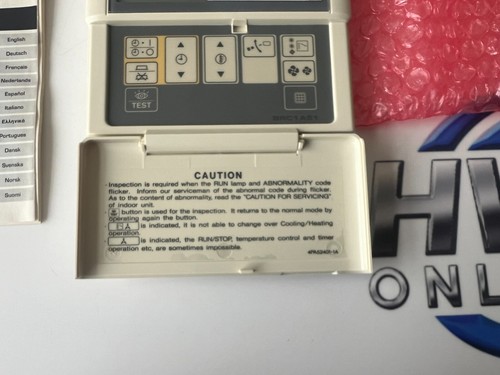 English
Deutsch
Français
Nederlands
Español
Italiano
Ελληνικά
Portugues
Dansk
Svenska
Norsk
Suomi
TEST
BRC1A51
CAUTION
Inspection is required when the RUN lamp and ABNORMALITY code
flicker. Inform our serviceman of the abnormal code during flicker.
As to the content of abnormality, read the "CAUTION FOR SERVICING"
of indoor unit.
button is used for the inspection. It returns to the normal mode by
operating again the button.
is indicated, it is not able to change over Cooling/Heating
operation.
is indicated, the RUN/STOP, temperature control and timer
operation etc, are sometimes impossible.
HV
ONL